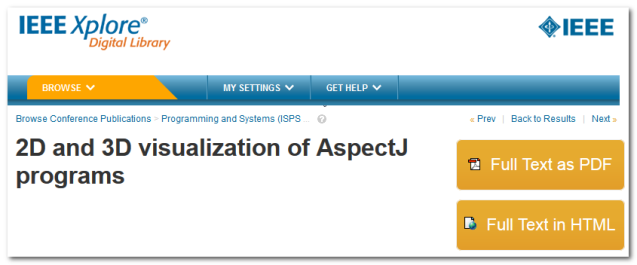 IEEE Xplore®
Digital Library
IEEE
BROWSE
MY SETTINGS
GET HELP
Browse Conference Publications > Programming and Systems (ISPS ... ?
« Prev | Back to Results | Next »
2D and 3D visualization of AspectJ
programs
Full Text as PDF
Full Text in HTML